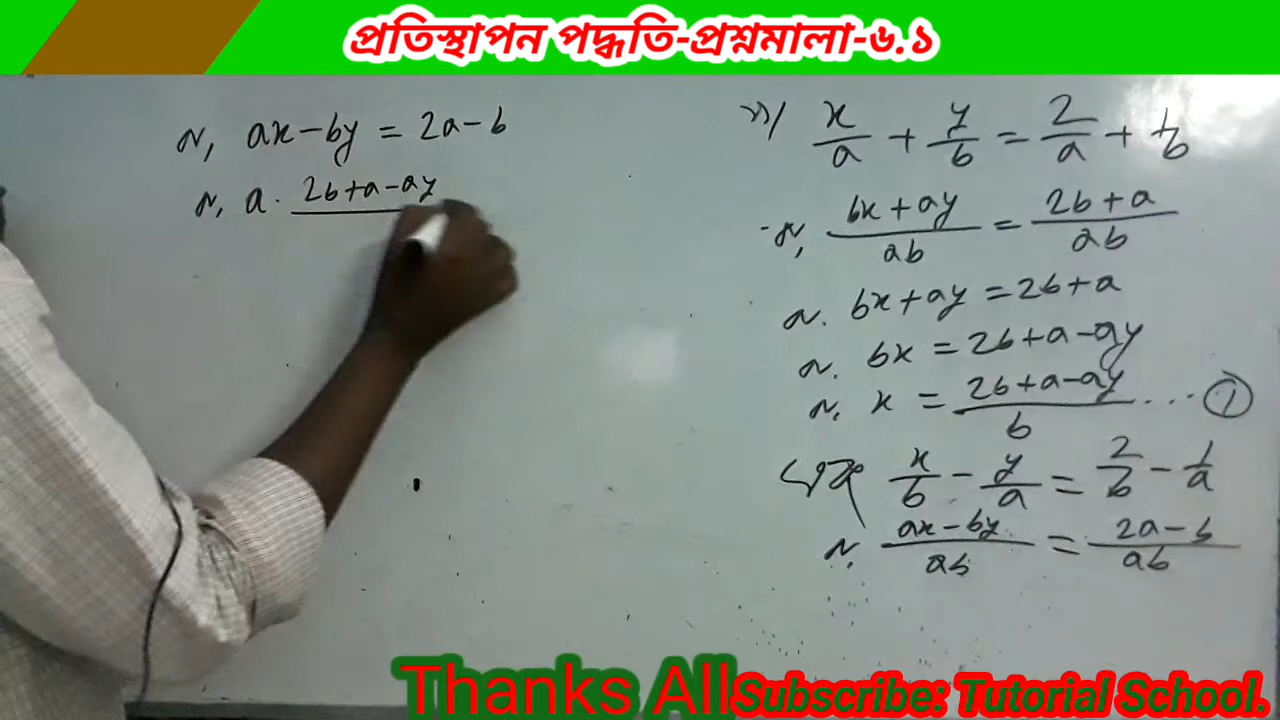 প্রতিস্থাপন পদ্ধতি-প্রশ্নমালা-৬.১
বা, ax - by = 2a - b
বা, a. 2b + a - ay
x/a + y/b = 2/a + 1/b
বা, (bx + ay)/ab = (2b + a)/ab
বা, bx + ay = 2b + a
বা, bx = 2b + a - ay
বা, x = (2b + a - ay)/b ... ①
x/b - y/a = 2/b - 1/a
বা, (ax - by)/ab = (2a - b)/ab
Thanks All
Subscribe: Tutorial School.